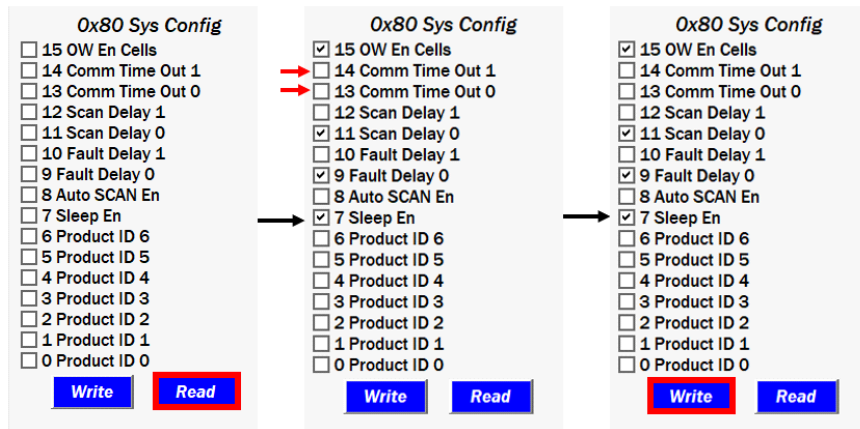 0x80 Sys Config
15 OW En Cells
14 Comm Time Out 1
13 Comm Time Out 0
12 Scan Delay 1
11 Scan Delay 0
10 Fault Delay 1
9 Fault Delay 0
8 Auto SCAN En
7 Sleep En
6 Product ID 6
5 Product ID 5
4 Product ID 4
3 Product ID 3
2 Product ID 2
1 Product ID 1
0 Product ID 0
Write Read
0x80 Sys Config
15 OW En Cells
14 Comm Time Out 1
13 Comm Time Out 0
12 Scan Delay 1
11 Scan Delay 0
10 Fault Delay 1
9 Fault Delay 0
8 Auto SCAN En
7 Sleep En
6 Product ID 6
5 Product ID 5
4 Product ID 4
3 Product ID 3
2 Product ID 2
1 Product ID 1
0 Product ID 0
Write Read
0x80 Sys Config
15 OW En Cells
14 Comm Time Out 1
13 Comm Time Out 0
12 Scan Delay 1
11 Scan Delay 0
10 Fault Delay 1
9 Fault Delay 0
8 Auto SCAN En
7 Sleep En
6 Product ID 6
5 Product ID 5
4 Product ID 4
3 Product ID 3
2 Product ID 2
1 Product ID 1
0 Product ID 0
Write Read